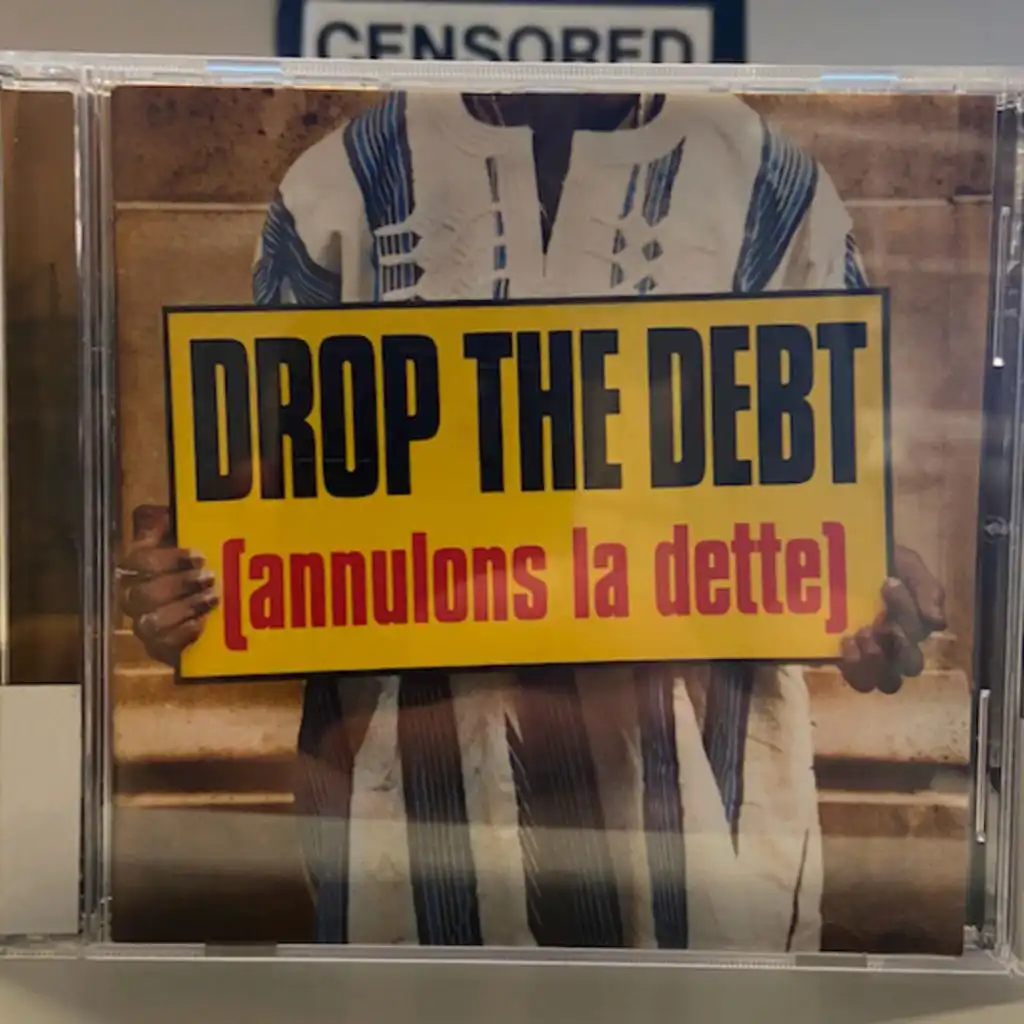 CENSORED
DROP THE DEBT
(annulons la dette)